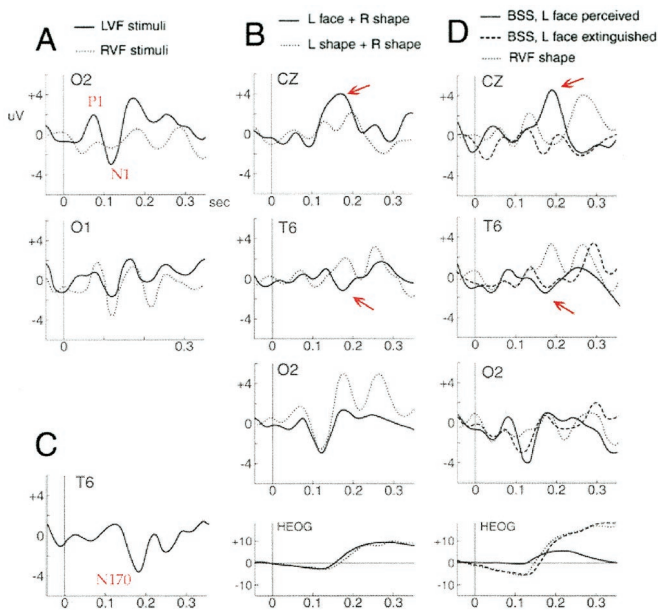 A
LVF stimuli
RVF stimuli
O2
+4
uV
0
-4
P1
N1
0
0.1
0.2
sec
O1
+4
0
-4
0
0.3
C
T6
+4
0
-4
N170
0
0.1
0.2
0.3
B
L face + R shape
L shape + R shape
CZ
+4
0
-4
0
0.1
0.2
0.3
T6
+4
0
-4
0
0.1
0.2
0.3
O2
+4
0
-4
0
0.1
0.2
0.3
HEOG
+10
0
-10
0
0.1
0.2
0.3
D
BSS, L face perceived
BSS, L face extinguished
RVF shape
CZ
+4
0
-4
0
0.1
0.2
0.3
T6
+4
0
-4
0
0.1
0.2
0.3
O2
+4
0
-4
0
0.1
0.2
0.3
HEOG
+10
0
-10
0
0.1
0.2
0.3